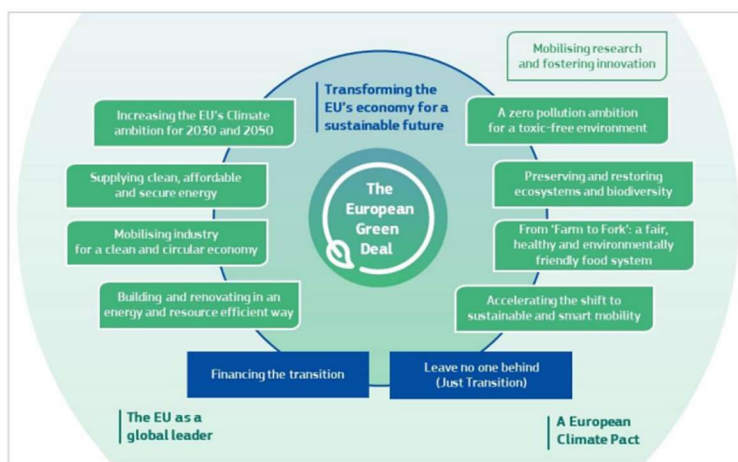 Mobilising research
and fostering innovation
Transforming the
EU's economy for a
sustainable future
Increasing the EU's Climate
ambition for 2030 and 2050
A zero pollution ambition
for a toxic-free environment
Supplying clean, affordable
and secure energy
Preserving and restoring
ecosystems and biodiversity
The
European
Green
Deal
Mobilising industry
for a clean and circular economy
From 'Farm to Fork': a fair,
healthy and environmentally
friendly food system
Building and renovating in an
energy and resource efficient way
Accelerating the shift to
sustainable and smart mobility
Financing the transition
Leave no one behind
(Just Transition)
The EU as a
global leader
A European
Climate Pact